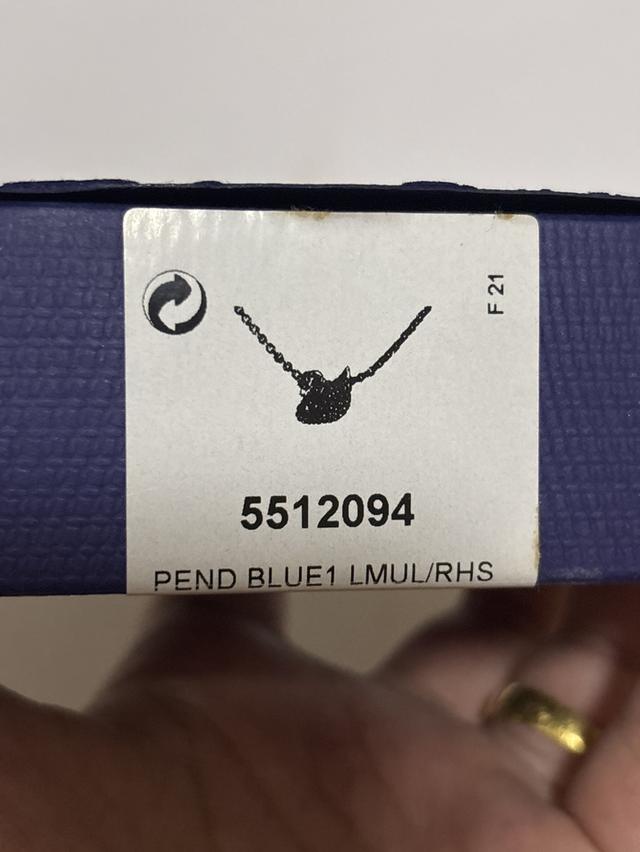 F 21
5512094
PEND BLUE1 LMUL/RHS